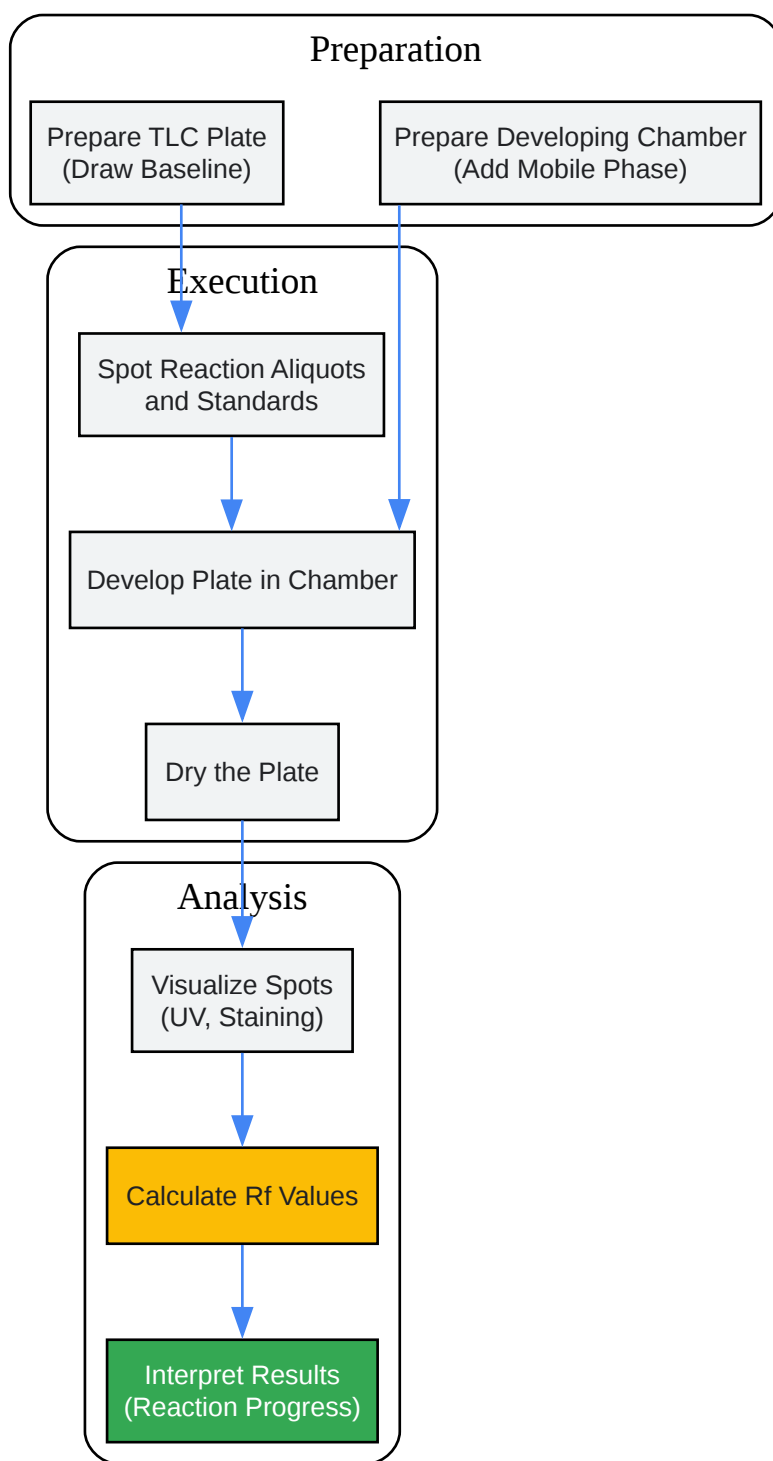 Preparation
Prepare TLC Plate
(Draw Baseline)
Prepare Developing Chamber
(Add Mobile Phase)
Execution
Spot Reaction Aliquots
and Standards
Develop Plate in Chamber
Dry the Plate
Analysis
Visualize Spots
(UV, Staining)
Calculate Rf Values
Interpret Results
(Reaction Progress)